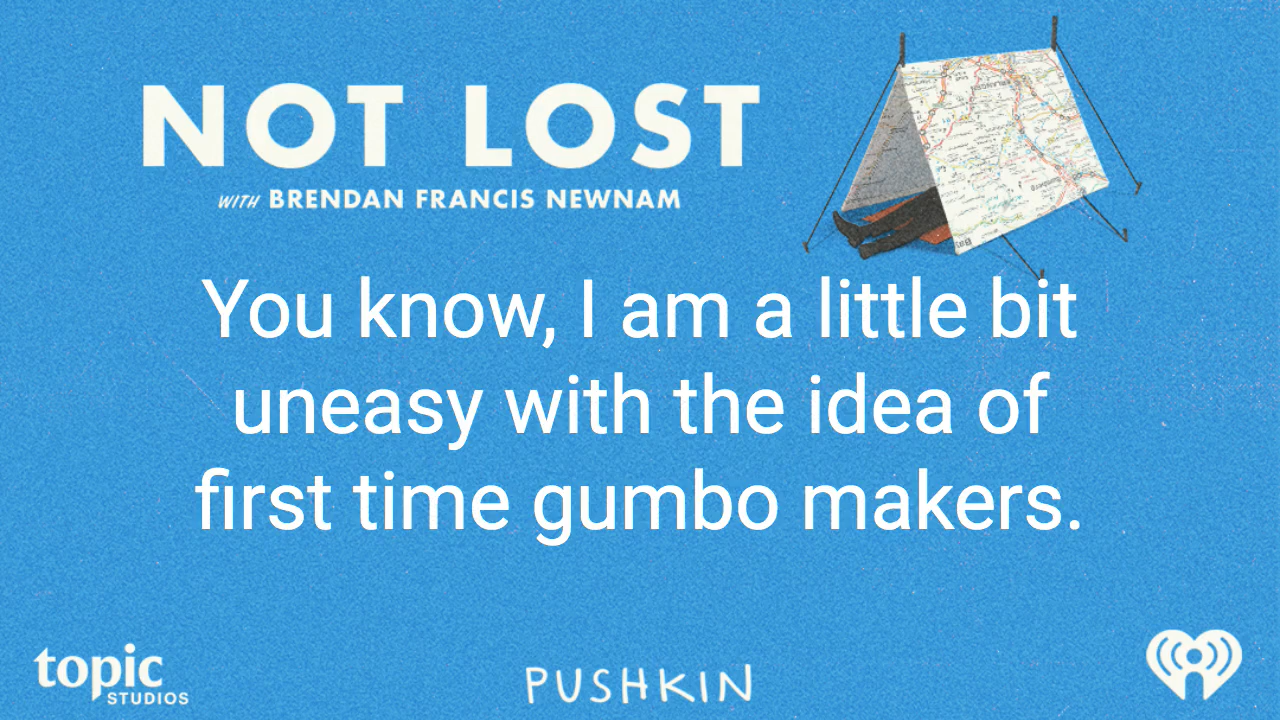 NOT LOST
WITH BRENDAN FRANCIS NEWNAM
You know, I am a little bit
uneasy with the idea of
first time gumbo makers.
topic
STUDIOS
PUSHKIN